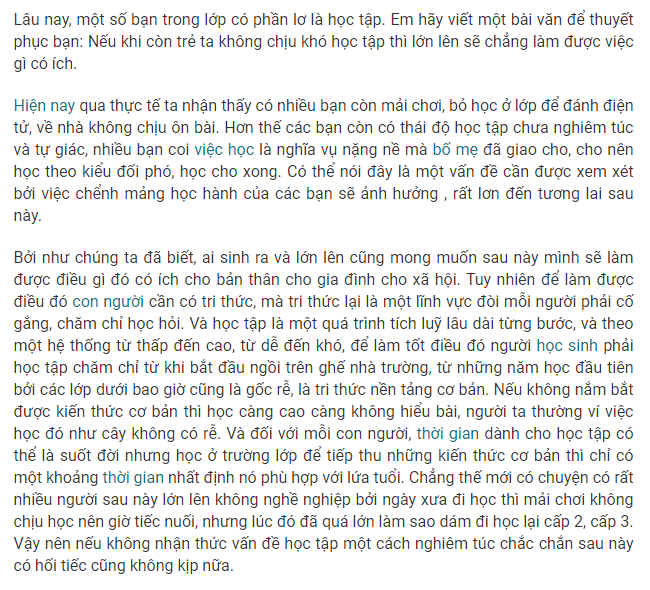 Lâu nay, một số bạn trong lớp có phần lơ là học tập. Em hãy viết một bài văn để thuyết
phục bạn: Nếu khi còn trẻ ta không chịu khó học tập thì lớn lên sẽ chẳng làm được việc
gì có ích.
Hiện nay qua thực tế ta nhận thấy có nhiều bạn còn mải chơi, bỏ học ở lớp để đánh điện
tử, về nhà không chịu ôn bài. Hơn thế các bạn còn có thái độ học tập chưa nghiêm túc
và tự giác, nhiều bạn coi việc học là nghĩa vụ nặng nề mà bố mẹ đã giao cho, cho nên
học theo kiểu đối phó, học cho xong. Có thể nói đây là một vấn đề cần được xem xét
bởi việc chểnh mảng học hành của các bạn sẽ ảnh hưởng , rất lơn đến tương lai sau
này.
Bởi như chúng ta đã biết, ai sinh ra và lớn lên cũng mong muốn sau này mình sẽ làm
được điều gì đó có ích cho bản thân cho gia đình cho xã hội. Tuy nhiên để làm được
điều đó con người cần có tri thức, mà tri thức lại là một lĩnh vực đòi mỗi người phải cố
gắng, chăm chỉ học hỏi. Và học tập là một quá trình tích luỹ lâu dài từng bước, và theo
một hệ thống từ thấp đến cao, từ dễ đến khó, để làm tốt điều đó người học sinh phải
học tập chăm chỉ từ khi bắt đầu ngồi trên ghế nhà trường, từ những năm học đầu tiên
bởi các lớp dưới bao giờ cũng là gốc rễ, là tri thức nền tảng cơ bản. Nếu không nắm bắt
được kiến thức cơ bản thì học càng cao càng không hiểu bài, người ta thường ví việc
học đó như cây không có rễ. Và đối với mỗi con người, thời gian dành cho học tập có
thể là suốt đời nhưng học ở trường lớp để tiếp thu những kiến thức cơ bản thì chỉ có
một khoảng thời gian nhất định nó phù hợp với lứa tuổi. Chẳng thế mới có chuyện có rất
nhiều người sau này lớn lên không nghề nghiệp bởi ngày xưa đi học thì mải chơi không
chịu học nên giờ tiếc nuối, nhưng lúc đó đã quá lớn làm sao dám đi học lại cấp 2, cấp 3.
Vậy nên nếu không nhận thức vấn đề học tập một cách nghiêm túc chắc chắn sau này
có hối tiếc cũng không kịp nữa.